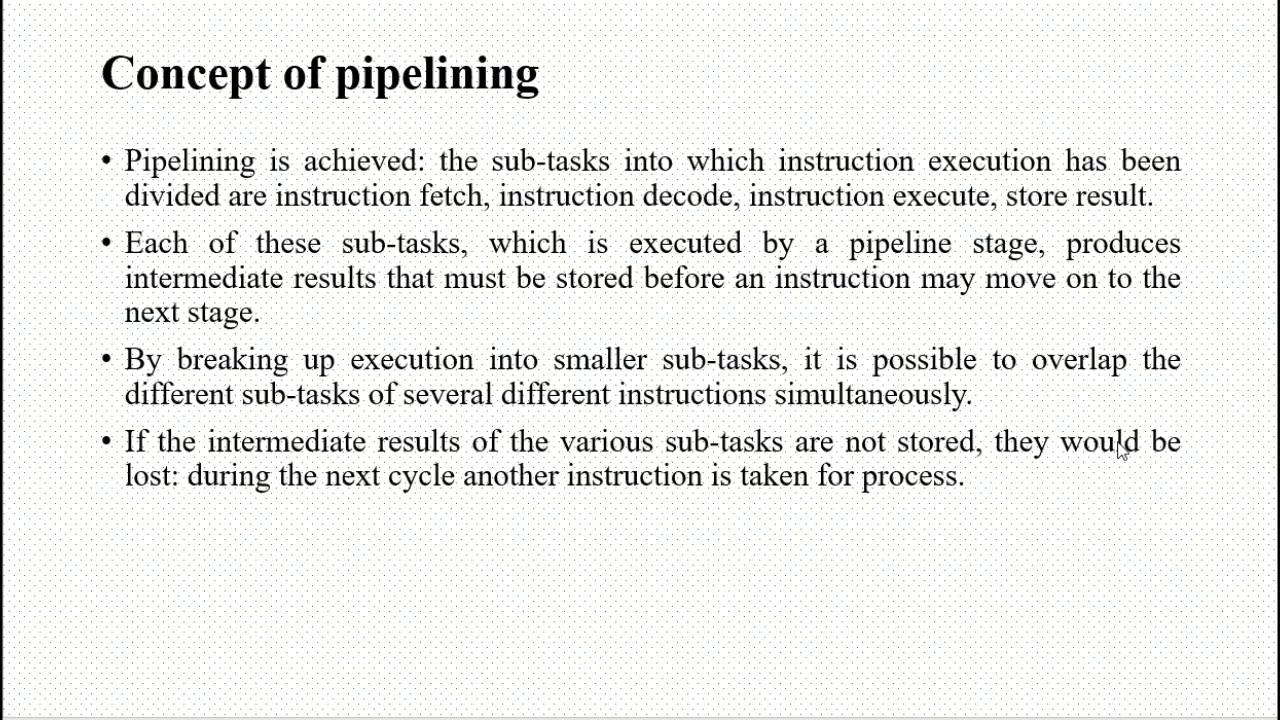 Concept of pipelining
• Pipelining is achieved: the sub-tasks into which instruction execution has been
divided are instruction fetch, instruction decode, instruction execute, store result.
• Each of these sub-tasks, which is executed by a pipeline stage, produces
intermediate results that must be stored before an instruction may move on to the
next stage.
• By breaking up execution into smaller sub-tasks, it is possible to overlap the
different sub-tasks of several different instructions simultaneously.
• If the intermediate results of the various sub-tasks are not stored, they would be
lost: during the next cycle another instruction is taken for process.